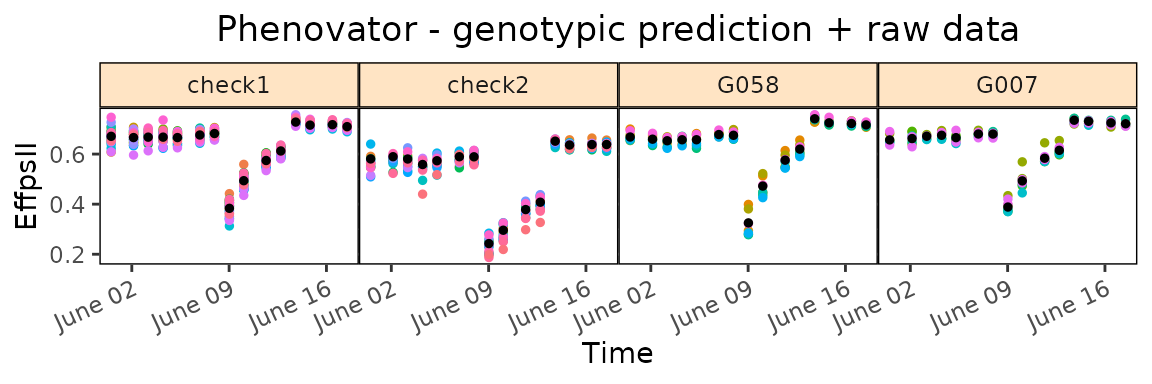 Phenovator - genotypic prediction + raw data
check1 check2 G058 G007
EffpsII
0.6
0.4
0.2
June 02 June 09 June 16 June 02 June 09 June 16 June 02 June 09 June 16 June 02 June 09 June 16
Time